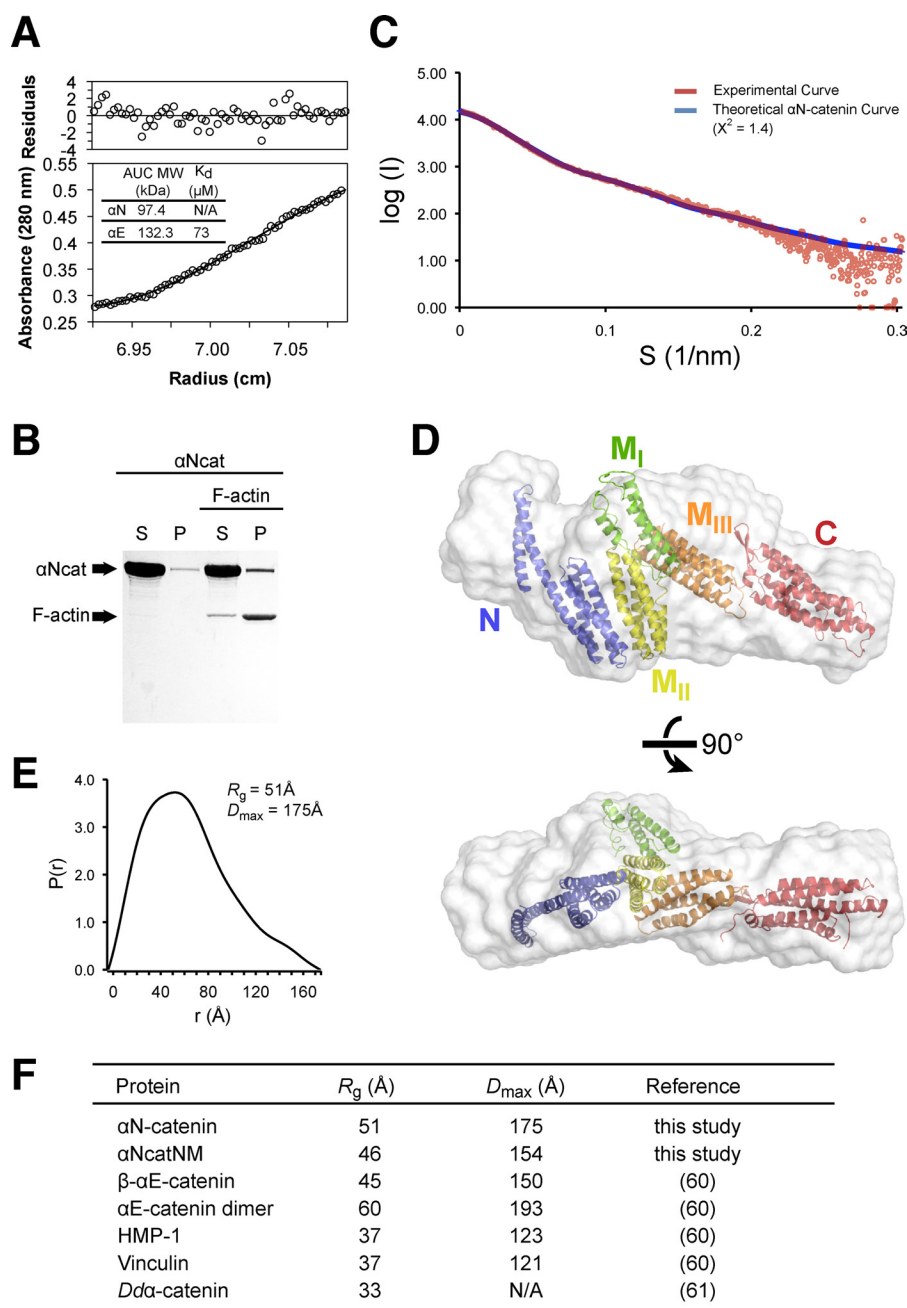 A
Residuals
4
2
0
-2
-4
Absorbance (280 nm)
0.55
0.5
0.45
0.4
0.35
0.3
0.25
AUC MW (kDa) Kd (µM)
αN 97.4 N/A
αE 132.3 73
6.95 7.00 7.05
Radius (cm)
C
log (I)
5.00
4.00
3.00
2.00
1.00
0.00
Experimental Curve
Theoretical αN-catenin Curve
(X² = 1.4)
0 0.1 0.2 0.3
S (1/nm)
B
αNcat
F-actin
S P S P
αNcat
F-actin
D
MI
MIII
C
N
MII
90°
E
P(r)
4.0
3.0
2.0
1.0
0.0
Rg = 51Å
Dmax = 175Å
0 40 80 120 160
r (Å)
F
Protein Rg (Å) Dmax (Å) Reference
αN-catenin 51 175 this study
αNcatNM 46 154 this study
β-αE-catenin 45 150 (60)
αE-catenin dimer 60 193 (60)
HMP-1 37 123 (60)
Vinculin 37 121 (60)
Ddα-catenin 33 N/A (61)